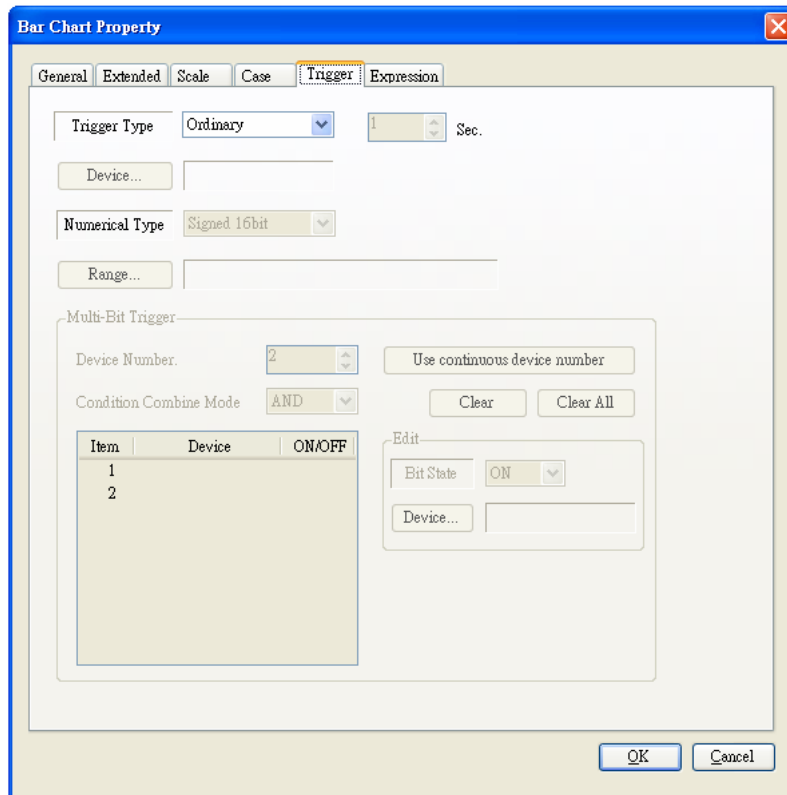 Bar Chart Property
General Extended Scale Case Trigger Expression
Trigger Type Ordinary 1 Sec.
Device...
Numerical Type Signed 16bit
Range...
Multi-Bit Trigger
Device Number. 2 Use continuous device number
Condition Combine Mode AND Clear Clear All
Item Device ON/OFF
1
2
Edit
Bit State ON
Device...
OK Cancel